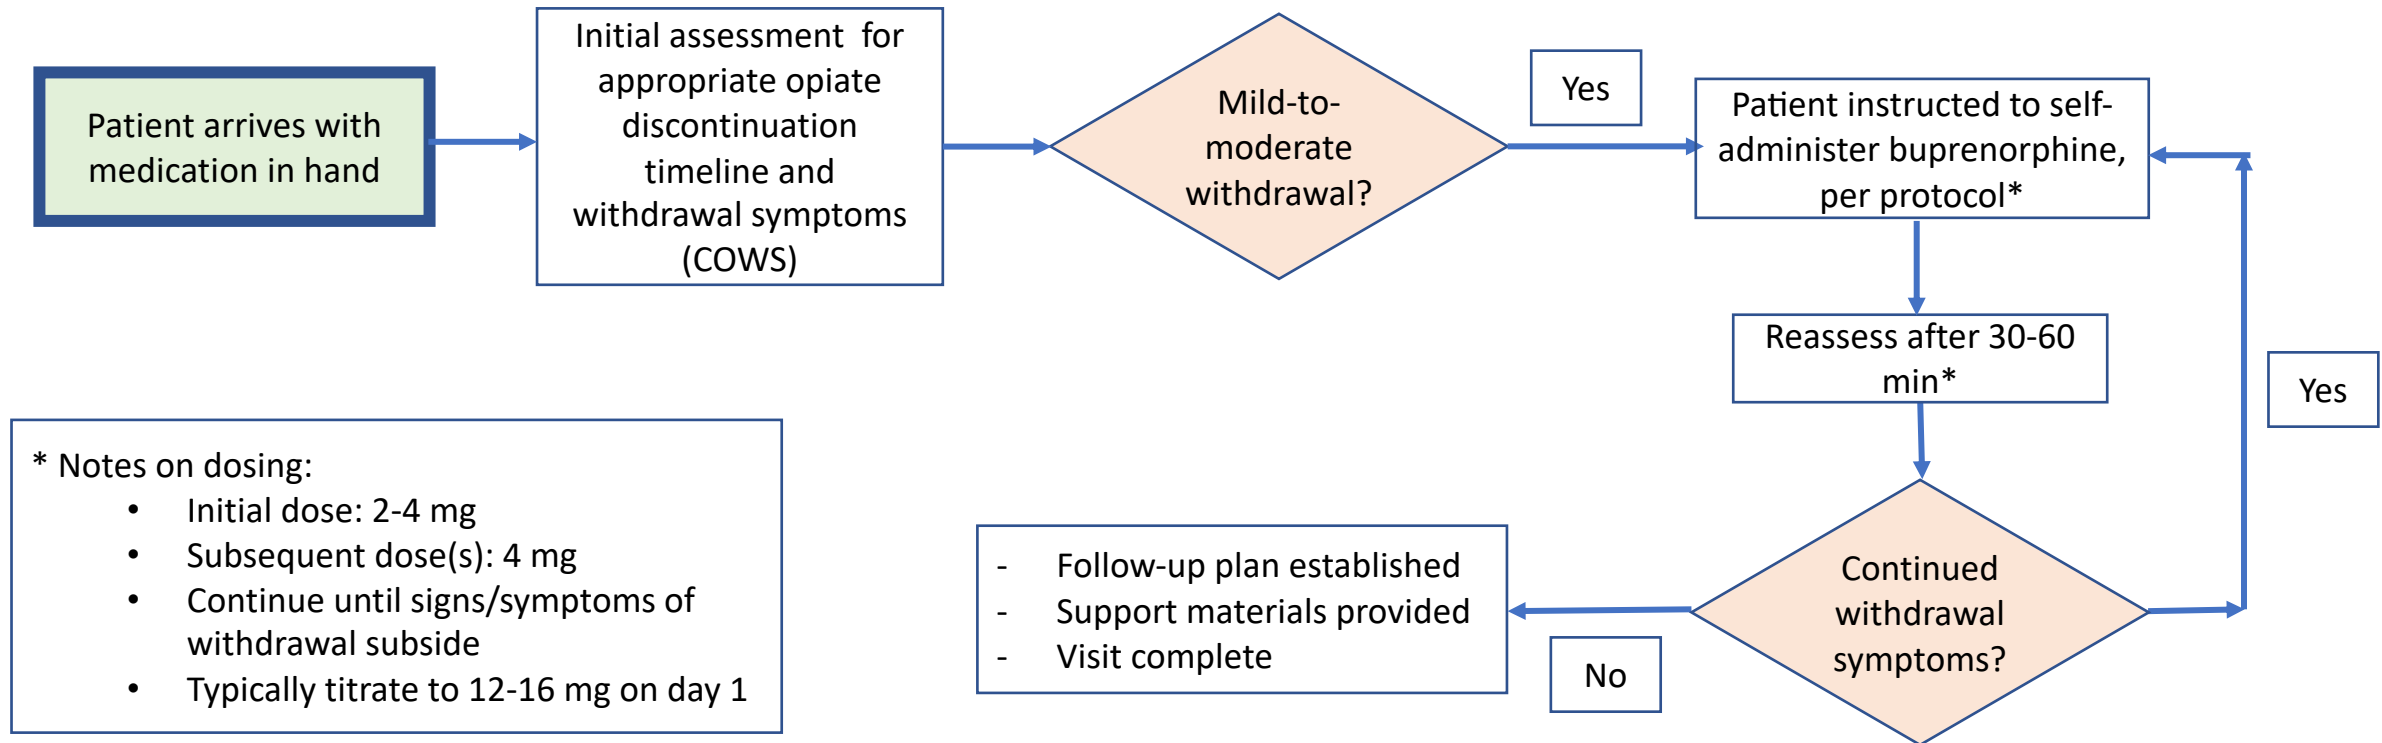 Patient arrives with
medication in hand
Initial assessment  for
appropriate opiate
discontinuation
timeline and
withdrawal symptoms
(COWS)
Mild-to-
moderate
withdrawal?
Yes
Patient instructed to self-
administer buprenorphine,
per protocol*
Reassess after 30-60
min*
Yes
Continued
withdrawal
symptoms?
No
- Follow-up plan established
- Support materials provided
- Visit complete
* Notes on dosing:
• Initial dose: 2-4 mg
• Subsequent dose(s): 4 mg
• Continue until signs/symptoms of
withdrawal subside
• Typically titrate to 12-16 mg on day 1